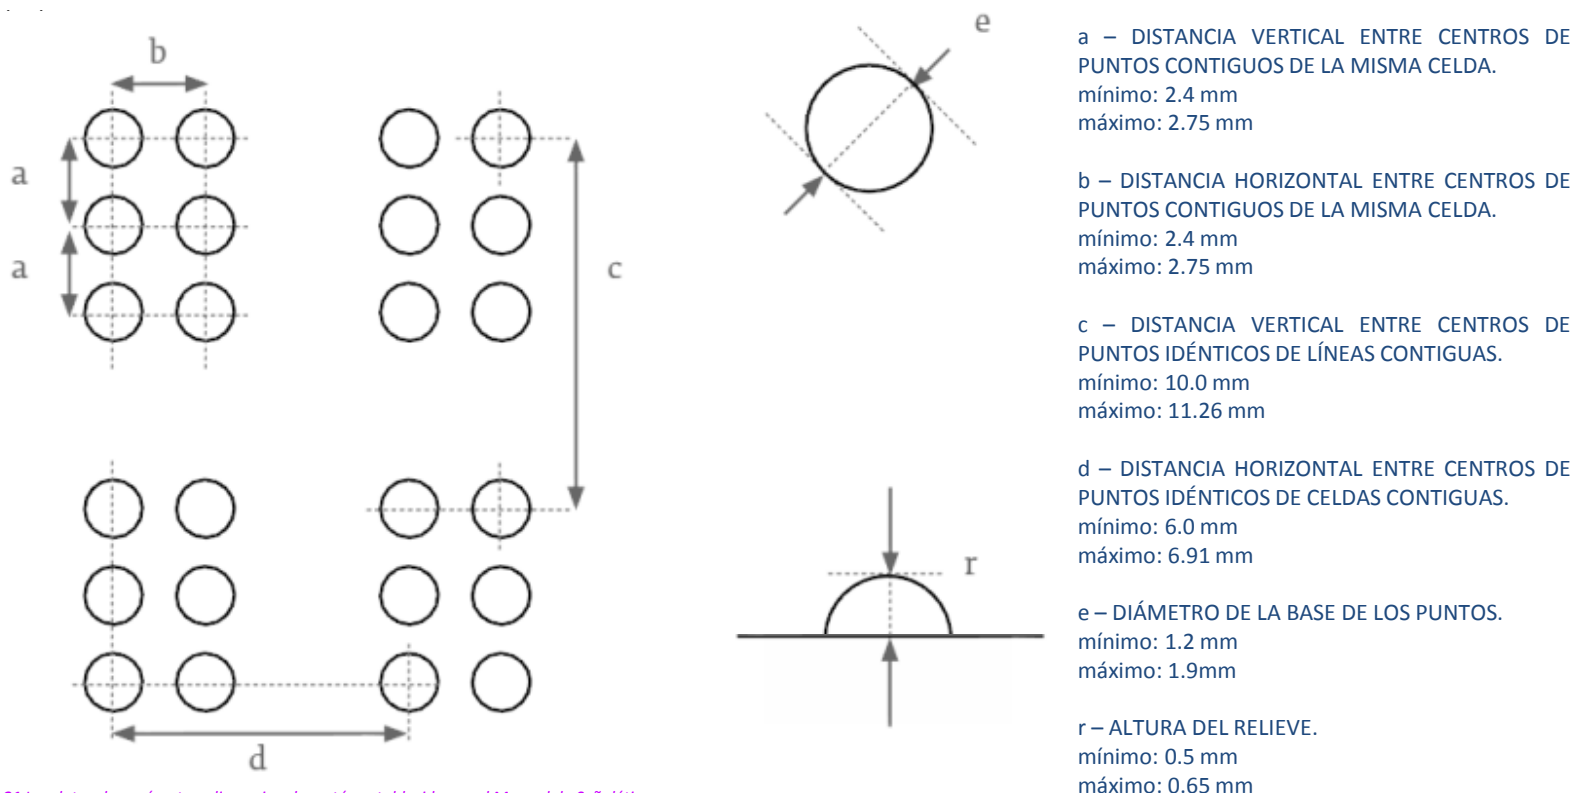 b
a
a
c
d
e
r
a – DISTANCIA VERTICAL ENTRE CENTROS DE
PUNTOS CONTIGUOS DE LA MISMA CELDA.
mínimo: 2.4 mm
máximo: 2.75 mm
b – DISTANCIA HORIZONTAL ENTRE CENTROS DE
PUNTOS CONTIGUOS DE LA MISMA CELDA.
mínimo: 2.4 mm
máximo: 2.75 mm
c – DISTANCIA VERTICAL ENTRE CENTROS DE
PUNTOS IDÉNTICOS DE LÍNEAS CONTIGUAS.
mínimo: 10.0 mm
máximo: 11.26 mm
d – DISTANCIA HORIZONTAL ENTRE CENTROS DE
PUNTOS IDÉNTICOS DE CELDAS CONTIGUAS.
mínimo: 6.0 mm
máximo: 6.91 mm
e – DIÁMETRO DE LA BASE DE LOS PUNTOS.
mínimo: 1.2 mm
máximo: 1.9mm
r – ALTURA DEL RELIEVE.
mínimo: 0.5 mm
máximo: 0.65 mm